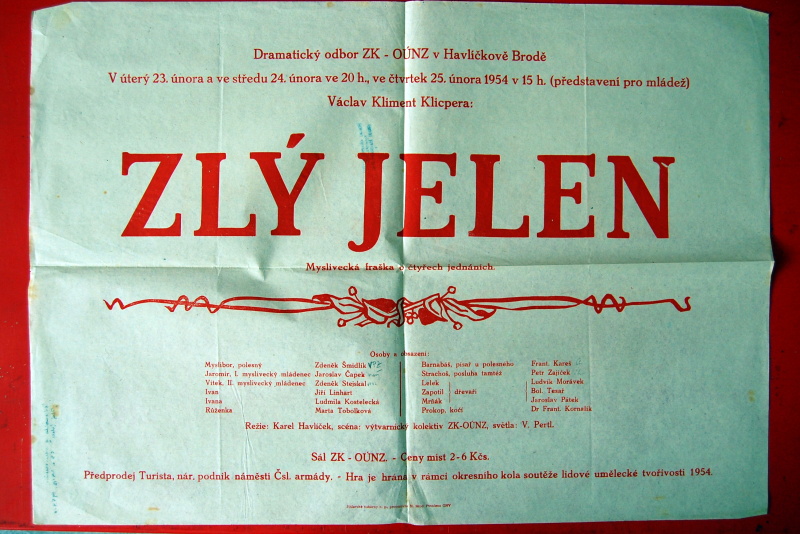 Dramatický odbor ZK - OÚNZ v Havlíčkově Brodě
V úterý 23. února a ve středu 24. února ve 20 h., ve čtvrtek 25. února 1954 v 15 h. (představení pro mládež)
Václav Kliment Klicpera:
ZLÝ JELEN
Myslivecká fraška o čtyřech jednáních.
Osoby a obsazení:
Myslibor, polesný Zdeněk Šmidlík Barnabáš, písař u polesného Frant. Kareš
Jaromír, I. myslivecký mládenec Jaroslav Čapek Strachoš, posluha tamtéž Petr Zajíček
Vítek, II. myslivecký mládenec Zdeněk Stejskal Lelek Ludvík Morávek
Ivan Jiří Linhart Zapotil dřevaři Bol. Tesař
Ivana Ludmila Kostelecká Mrňák Jaroslav Pátek
Růženka Marta Tobolková Prokop, kočí Dr Frant. Kornelík
Režie: Karel Havlíček, scéna: výtvarnický kolektiv ZK-OÚNZ, světla: V. Pertl.
Sál ZK - OÚNZ. - Ceny míst 2-6 Kčs.
Předprodej Turista, nár. podnik náměstí Čsl. armády. - Hra je hrána v rámci okresního kola soutěže lidové umělecké tvořivosti 1954.